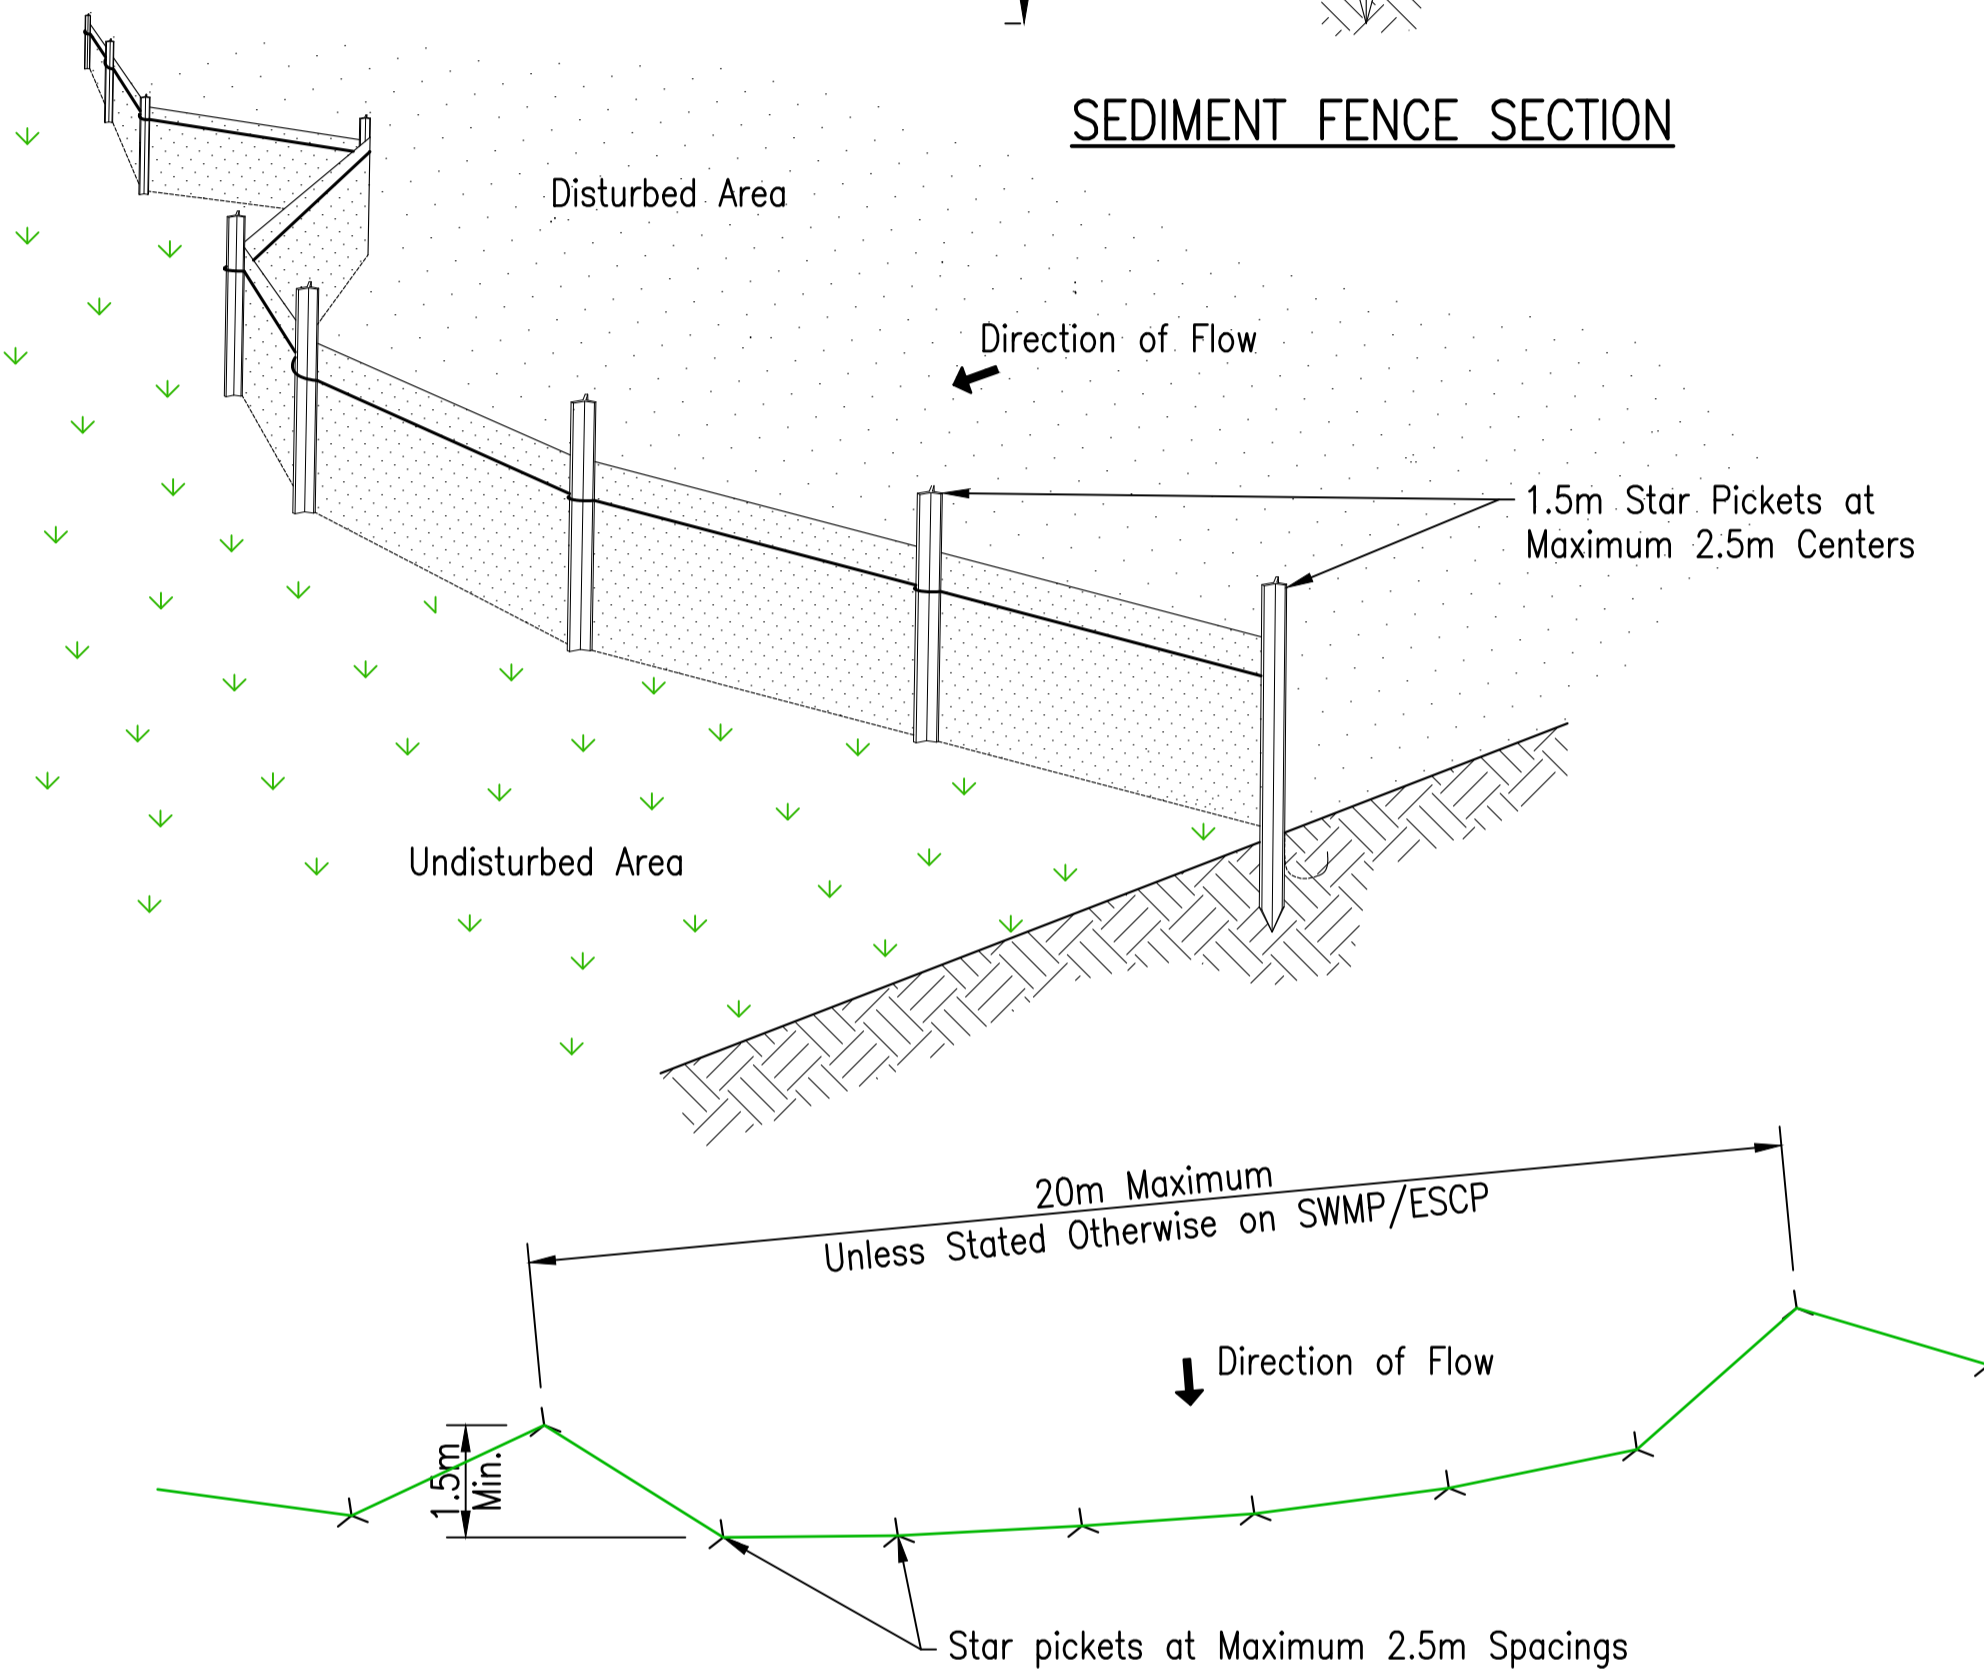 SEDIMENT FENCE SECTION
Disturbed Area
Direction of Flow
1.5m Star Pickets at
Maximum 2.5m Centers
Undisturbed Area
20m Maximum
Unless Stated Otherwise on SWMP/ESCP
Direction of Flow
1.5m
Min.
Star pickets at Maximum 2.5m Spacings